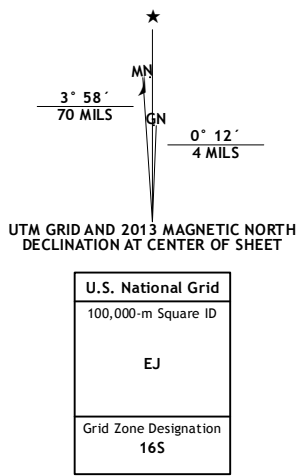 ★
MN
GN
3° 58´
70 MILS
0° 12´
4 MILS
UTM GRID AND 2013 MAGNETIC NORTH
DECLINATION AT CENTER OF SHEET
U.S. National Grid
100,000-m Square ID
EJ
Grid Zone Designation
16S